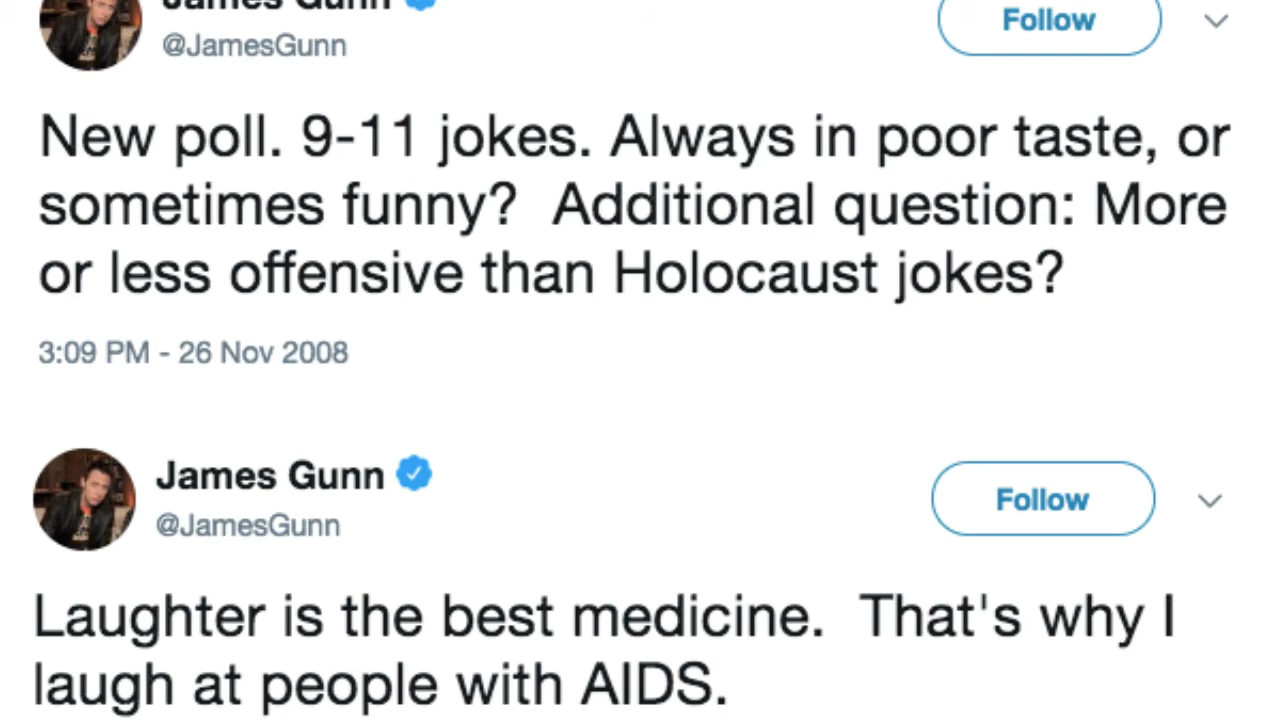 James Gunn
@JamesGunn
Follow
New poll. 9-11 jokes. Always in poor taste, or
sometimes funny?  Additional question: More
or less offensive than Holocaust jokes?
3:09 PM - 26 Nov 2008
James Gunn
@JamesGunn
Follow
Laughter is the best medicine.  That's why I
laugh at people with AIDS.